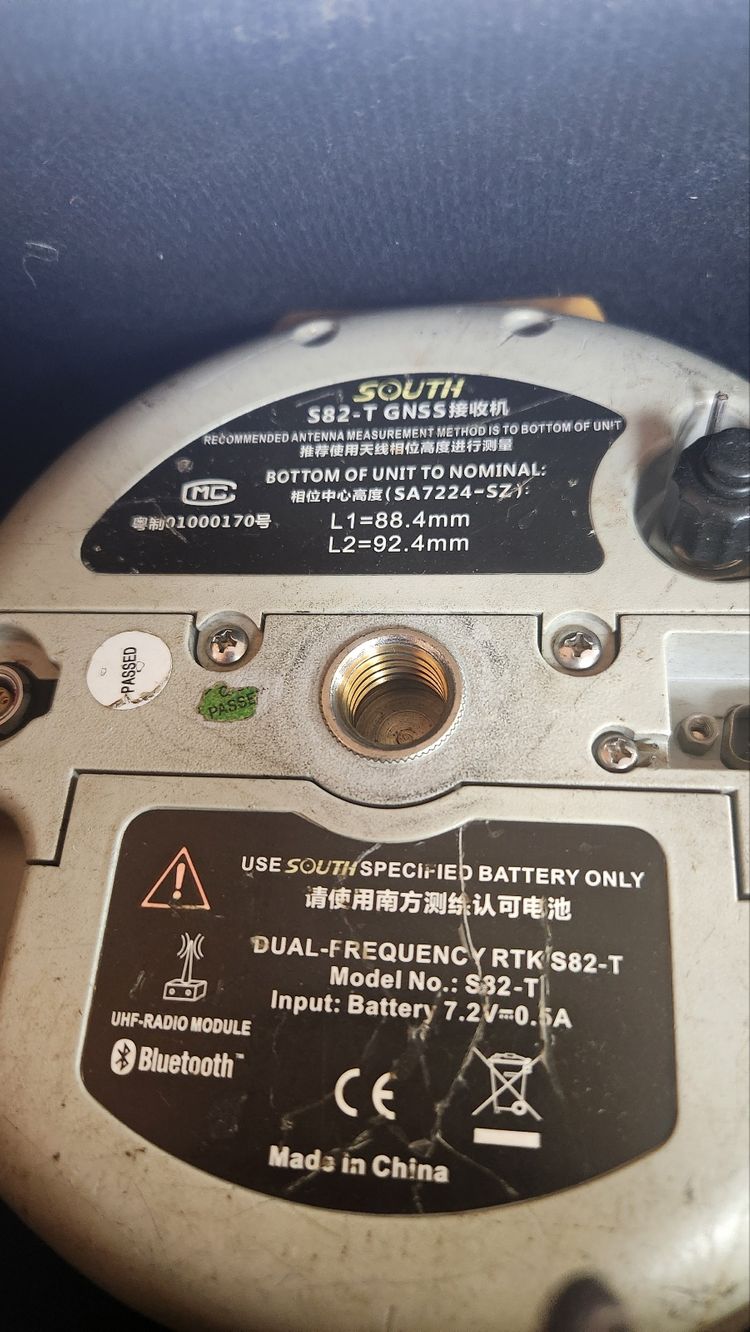 SOUTH
S82-T GNSS接收机
RECOMMENDED ANTENNA MEASUREMENT METHOD IS TO BOTTOM OF UNIT
推荐使用天线相位高度进行测量
BOTTOM OF UNIT TO NOMINAL:
相位中心高度(SA7224-SZ):
MC
粤制01000170号
L1=88.4mm
L2=92.4mm
PASSED
C
PASSE
USE SOUTH SPECIFIED BATTERY ONLY
请使用南方测绘认可电池
DUAL-FREQUENCY RTK S82-T
Model No.: S82-T
Input: Battery 7.2V⎓0.5A
UHF-RADIO MODULE
Bluetooth™
CE
Made in China